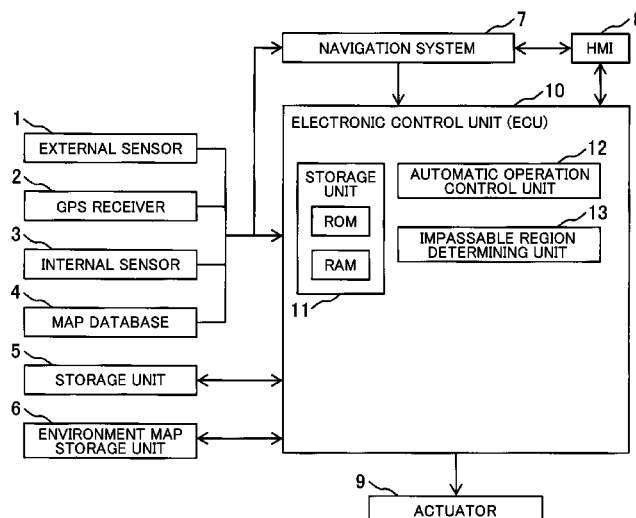 7
NAVIGATION SYSTEM
8
HMI
10
ELECTRONIC CONTROL UNIT (ECU)
1
EXTERNAL SENSOR
2
GPS RECEIVER
3
INTERNAL SENSOR
4
MAP DATABASE
5
STORAGE UNIT
6
ENVIRONMENT MAP
STORAGE UNIT
STORAGE
UNIT
ROM
RAM
11
12
AUTOMATIC OPERATION
CONTROL UNIT
13
IMPASSABLE REGION
DETERMINING UNIT
9
ACTUATOR